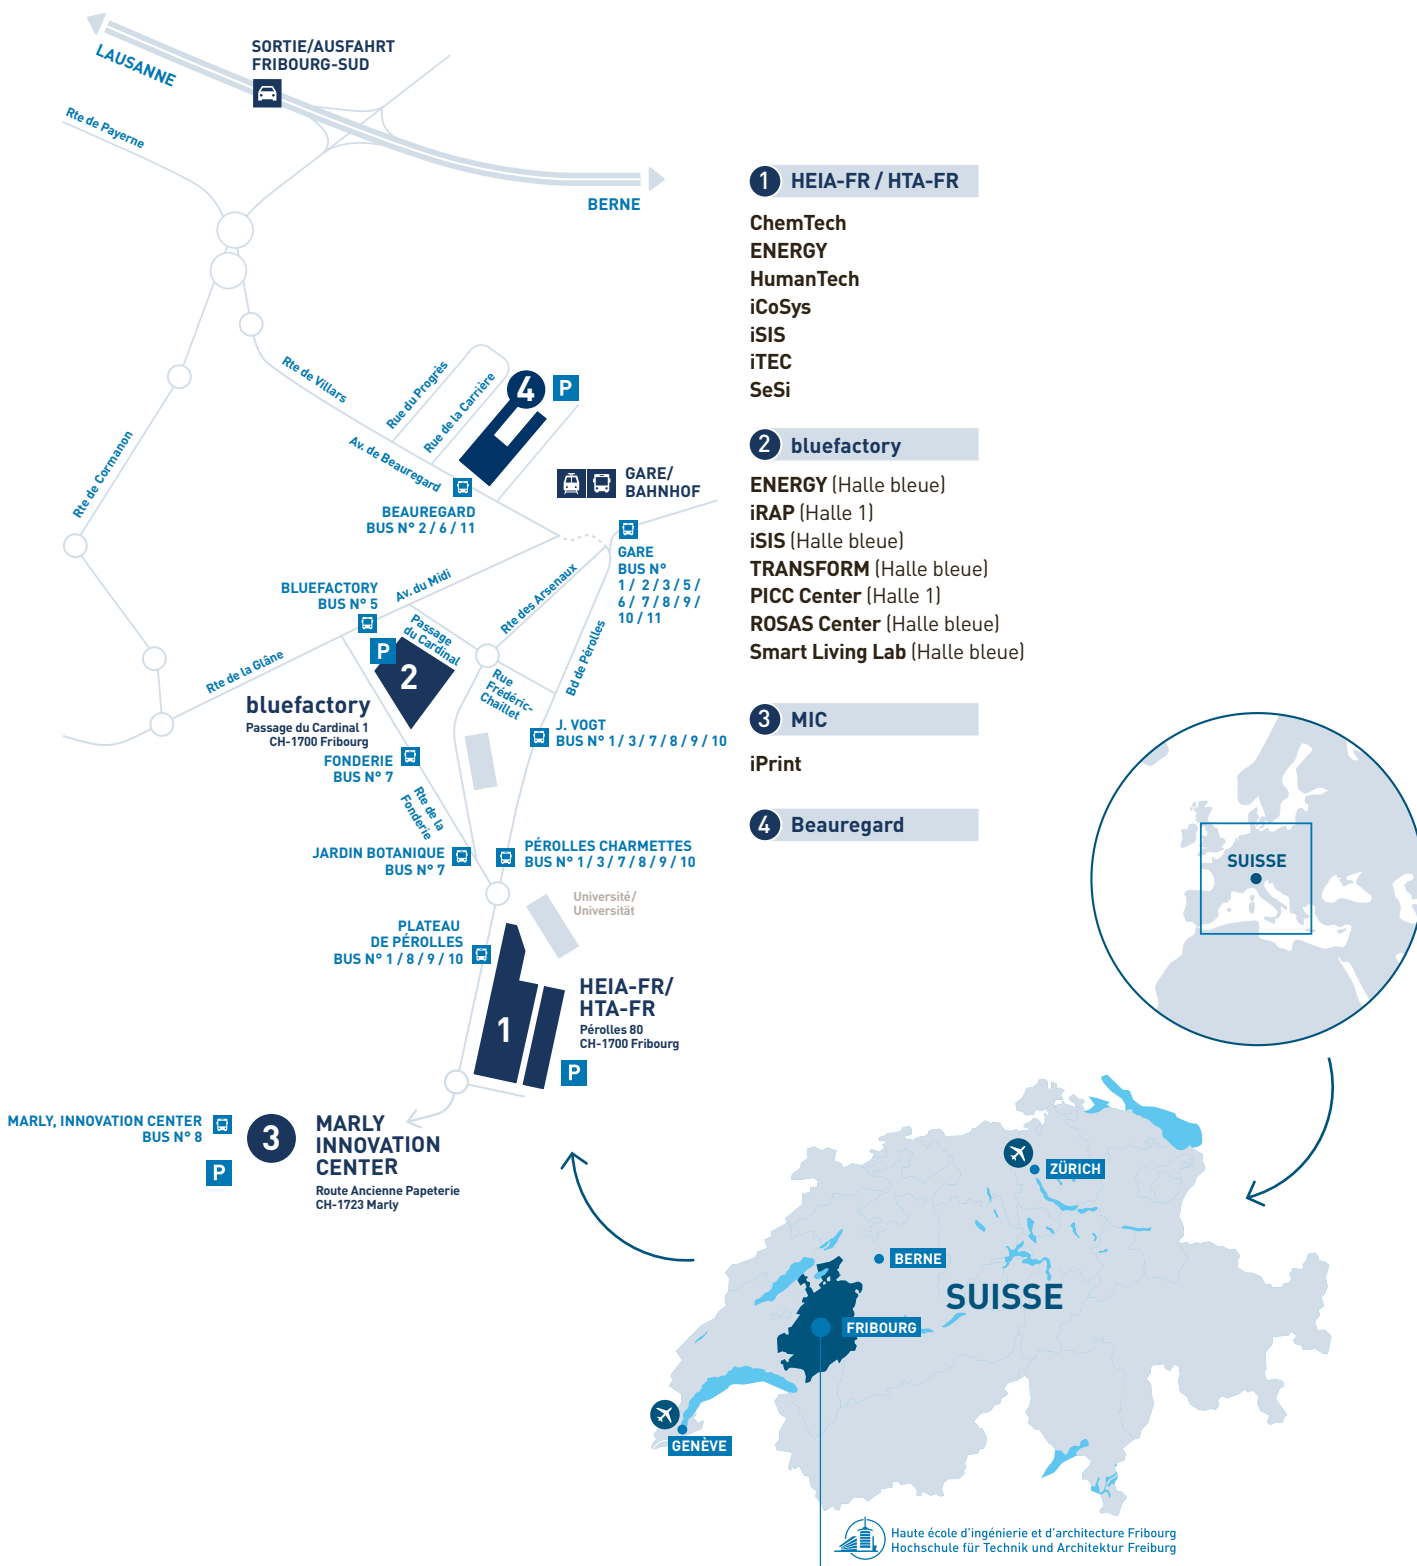 SORTIE/AUSFAHRT
FRIBOURG-SUD
LAUSANNE
Rte de Payerne
BERNE
Rte de Villars
Rue du Progrès
Rue de la Carrière
4
P
Av. de Beauregard
Rte de Cormanon
BEAUREGARD
BUS N° 2 / 6 / 11
GARE/
BAHNHOF
GARE
BUS N°
1 / 2 / 3 / 5 /
6 / 7 / 8 / 9 /
10 / 11
BLUEFACTORY
BUS N° 5
Av. du Midi
Rte des Arsenaux
Passage
du Cardinal
P
2
Rte de la Glâne
Rue
Frédéric-
Chaillet
Bd de Pérolles
bluefactory
Passage du Cardinal 1
CH-1700 Fribourg
J. VOGT
BUS N° 1 / 3 / 7 / 8 / 9 / 10
FONDERIE
BUS N° 7
Rte de la
Fonderie
JARDIN BOTANIQUE
BUS N° 7
PÉROLLES CHARMETTES
BUS N° 1 / 3 / 7 / 8 / 9 / 10
Université/
Universität
PLATEAU
DE PÉROLLES
BUS N° 1 / 8 / 9 / 10
1
HEIA-FR/
HTA-FR
Pérolles 80
CH-1700 Fribourg
P
MARLY, INNOVATION CENTER
BUS N° 8
P
3
MARLY
INNOVATION
CENTER
Route Ancienne Papeterie
CH-1723 Marly
1 HEIA-FR / HTA-FR
ChemTech
ENERGY
HumanTech
iCoSys
iSIS
iTEC
SeSi
2 bluefactory
ENERGY (Halle bleue)
iRAP (Halle 1)
iSIS (Halle bleue)
TRANSFORM (Halle bleue)
PICC Center (Halle 1)
ROSAS Center (Halle bleue)
Smart Living Lab (Halle bleue)
3 MIC
iPrint
4 Beauregard
SUISSE
ZÜRICH
BERNE
SUISSE
FRIBOURG
GENÈVE
Haute école d'ingénierie et d'architecture Fribourg
Hochschule für Technik und Architektur Freiburg